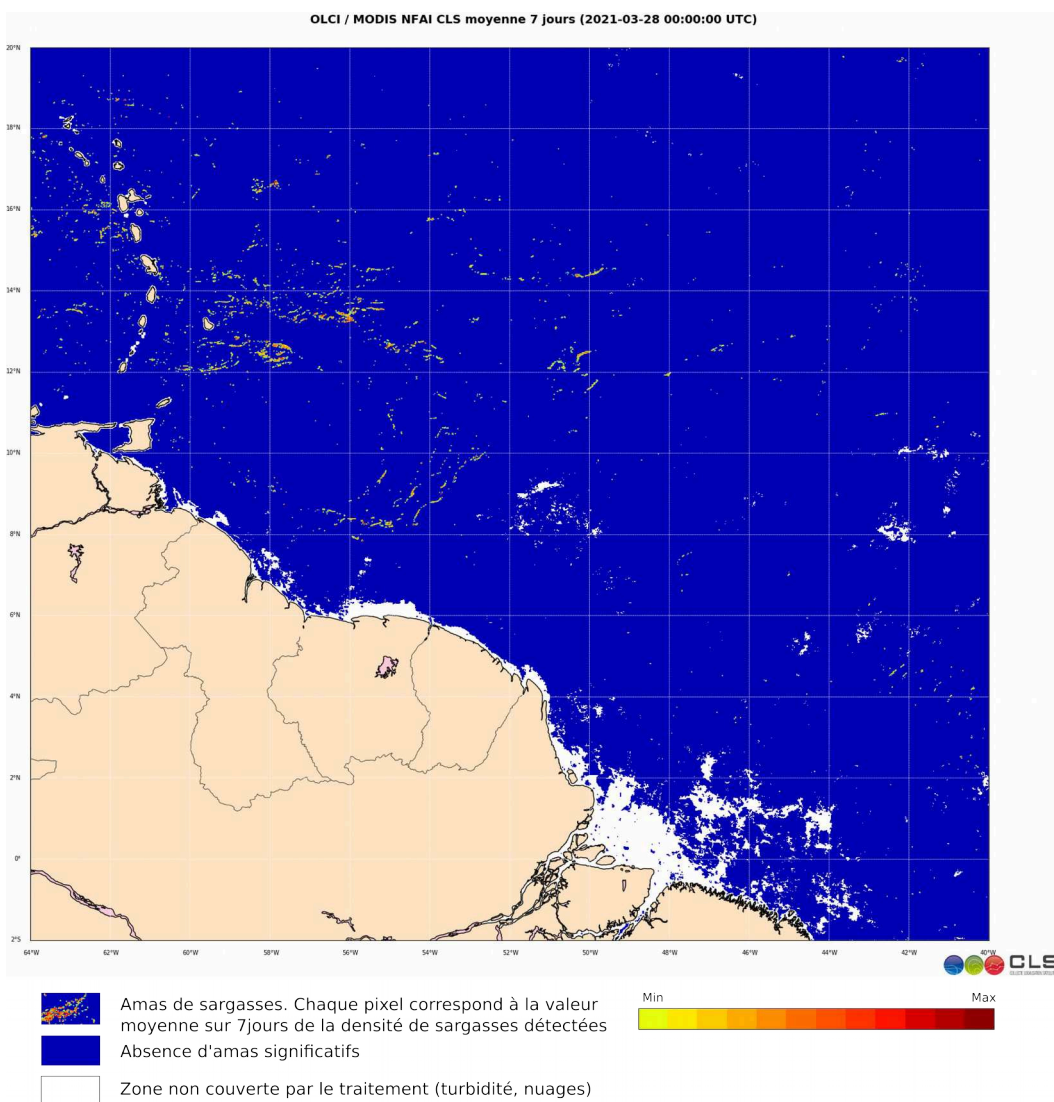 OLCI / MODIS NFAI CLS moyenne 7 jours (2021-03-28 00:00:00 UTC)
20°N
18°N
16°N
14°N
12°N
10°N
8°N
6°N
4°N
2°N
0°
2°S
64°W 62°W 60°W 58°W 56°W 54°W 52°W 50°W 48°W 46°W 44°W 42°W 40°W
CLS
Amas de sargasses. Chaque pixel correspond à la valeur
moyenne sur 7jours de la densité de sargasses détectées
Min Max
Absence d'amas significatifs
Zone non couverte par le traitement (turbidité, nuages)